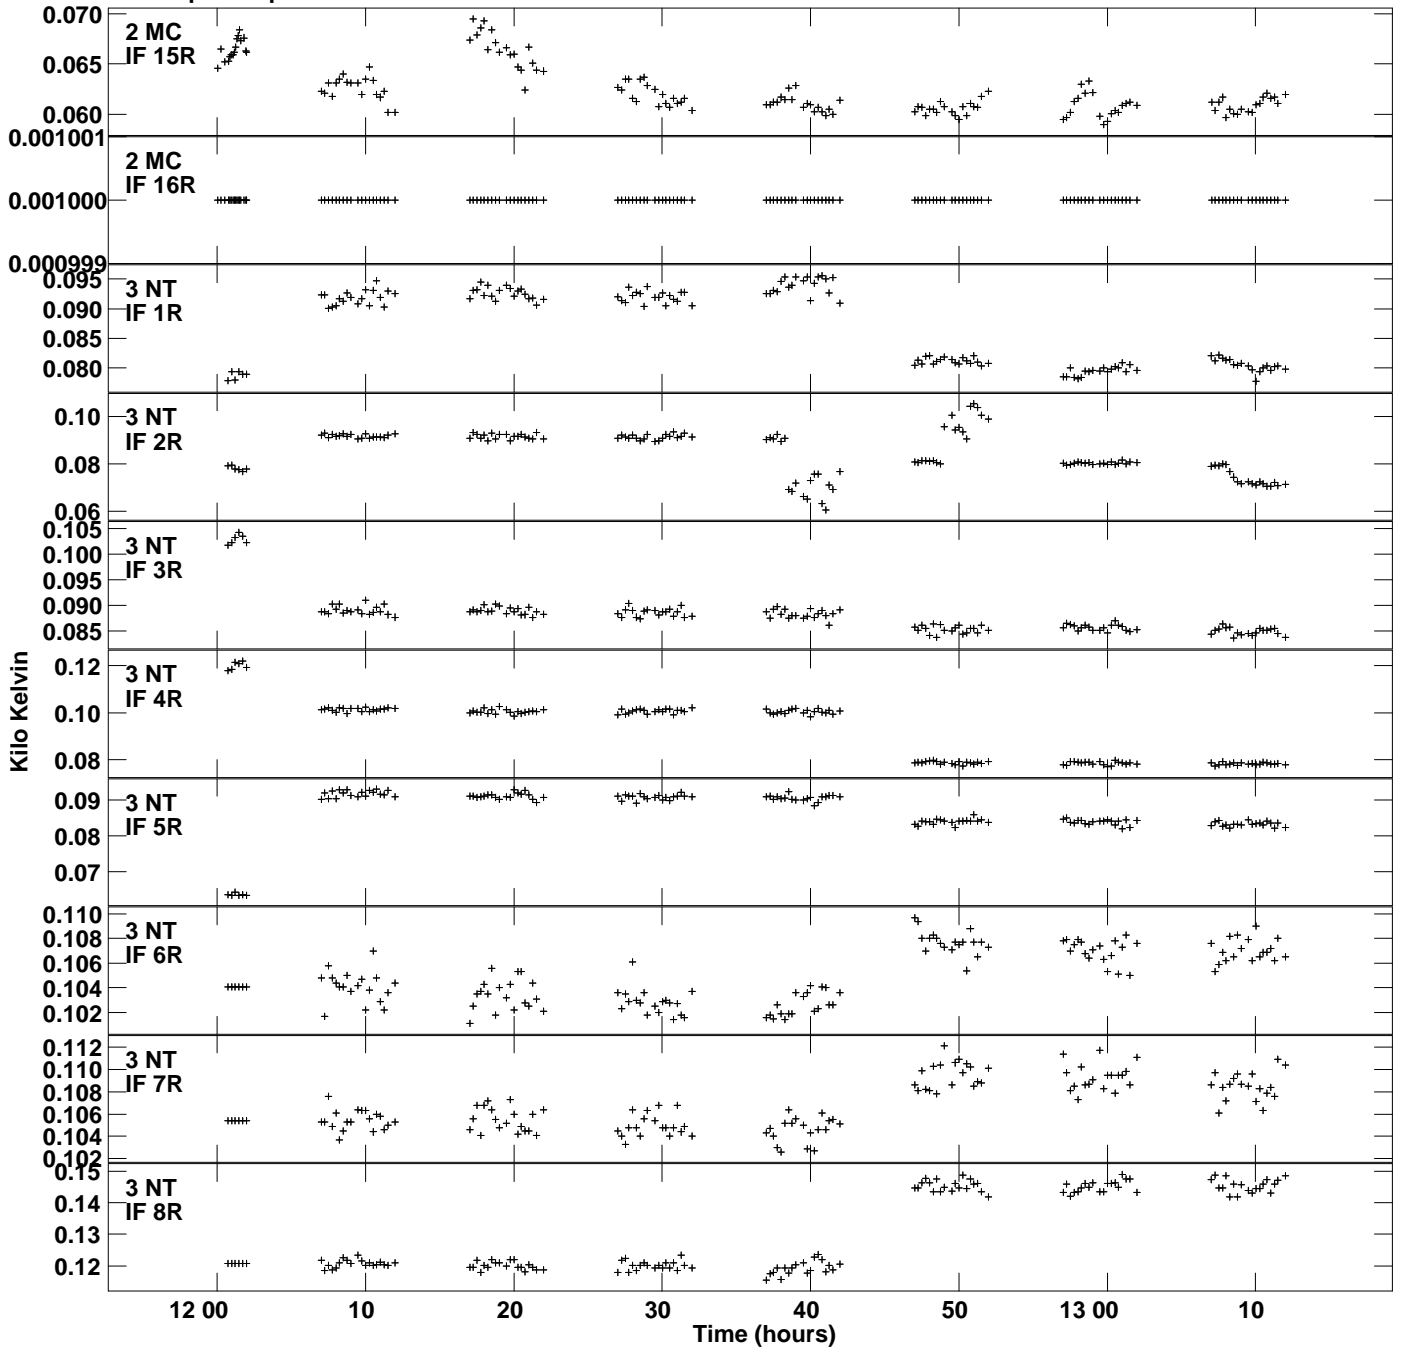 0.070
0.065
0.060
2 MC
IF 15R
0.001001
0.001000
0.000999
2 MC
IF 16R
0.095
0.090
0.085
0.080
3 NT
IF 1R
0.10
0.08
0.06
3 NT
IF 2R
0.105
0.100
0.095
0.090
0.085
3 NT
IF 3R
0.12
0.10
0.08
3 NT
IF 4R
0.09
0.08
0.07
3 NT
IF 5R
0.110
0.108
0.106
0.104
0.102
3 NT
IF 6R
0.112
0.110
0.108
0.106
0.104
0.102
3 NT
IF 7R
0.15
0.14
0.13
0.12
3 NT
IF 8R
Kilo Kelvin
12 00 10 20 30 40 50 13 00 10
Time (hours)